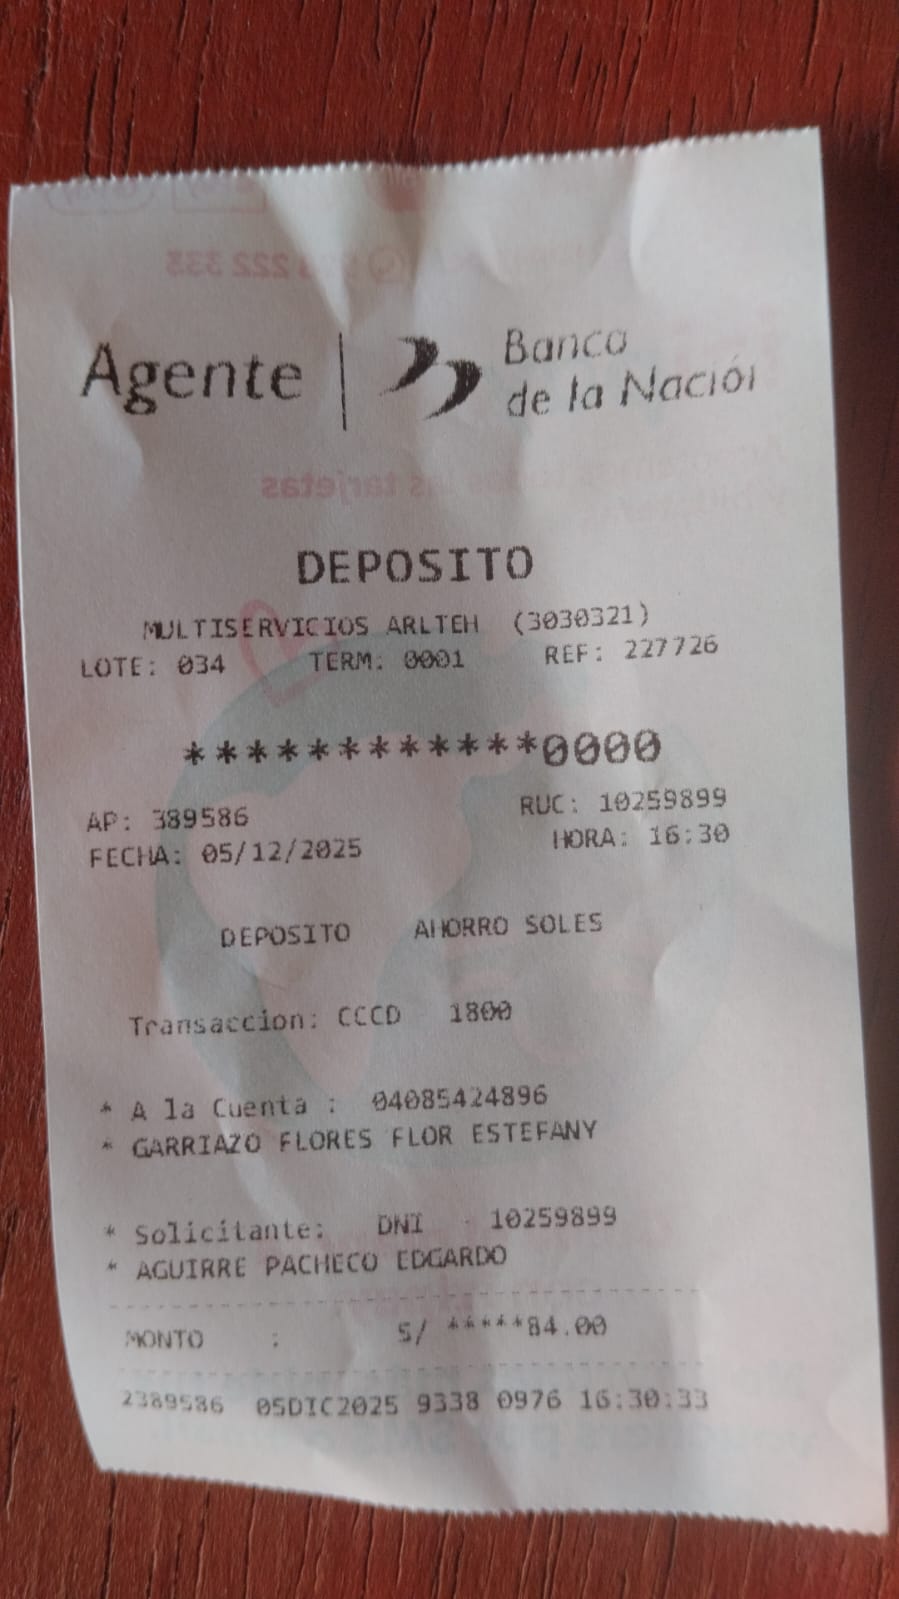 Agente
Banco
de la Nación
DEPOSITO
MULTISERVICIOS ARLTEH (3030321)
LOTE: 034 TERM: 0001 REF: 227726
************0000
AP: 389586 RUC: 10259899
FECHA: 05/12/2025 HORA: 16:30
DEPOSITO AHORRO SOLES
Transaccion: CCCD 1800
* A la Cuenta : 04085424896
* GARRIAZO FLORES FLOR ESTEFANY
* Solicitante: DNI - 10259899
* AGUIRRE PACHECO EDGARDO
MONTO : S/ *****84.00
2389586 05DIC2025 9338 0976 16:30:33